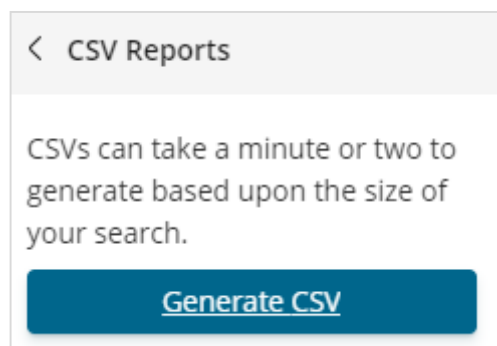 CSV Reports
CSVs can take a minute or two to
generate based upon the size of
your search.
Generate CSV